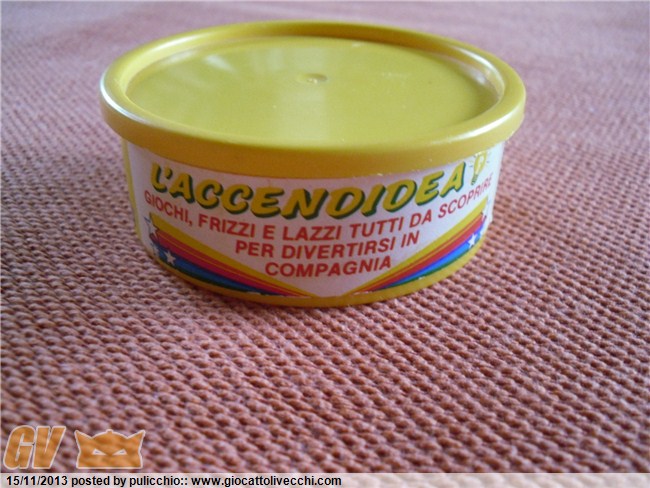 L'ACCENDIDEA
GIOCHI, FRIZZI E LAZZI TUTTI DA SCOPRIRE
PER DIVERTIRSI IN
COMPAGNIA
GV
15/11/2013 posted by pulicchio:: www.giocattolivecchi.com